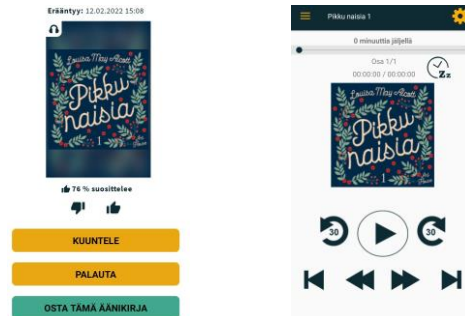 Erääntyy: 12.02.2022 15:08
Louisa May Alcott
Pikku
naisia
1
76 % suosittelee
KUUNTELE
PALAUTA
OSTA TÄMÄ ÄÄNIKIRJA
Pikku naisia 1
0 minuuttia jäljellä
Osa 1/1
00:00:00 / 00:00:00
Zz
Louisa May Alcott
Pikku
naisia
1
30
30